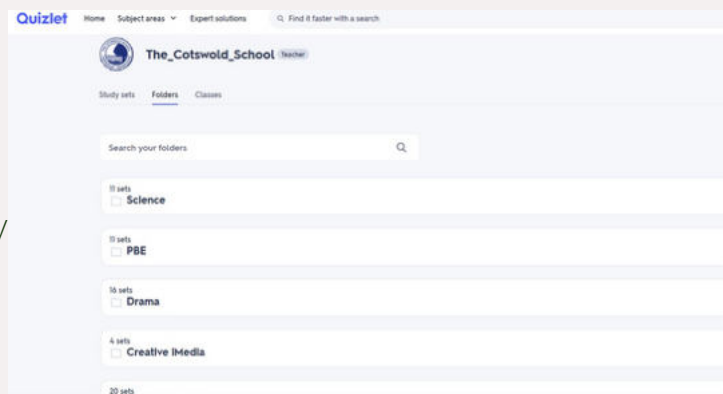 Quizlet Home Subject areas Expert solutions Find it faster with a search
The_Cotswold_School Teacher
Study sets Folders Classes
Search your folders
11 sets
Science
11 sets
PBE
16 sets
Drama
4 sets
Creative iMedia
20 sets
/